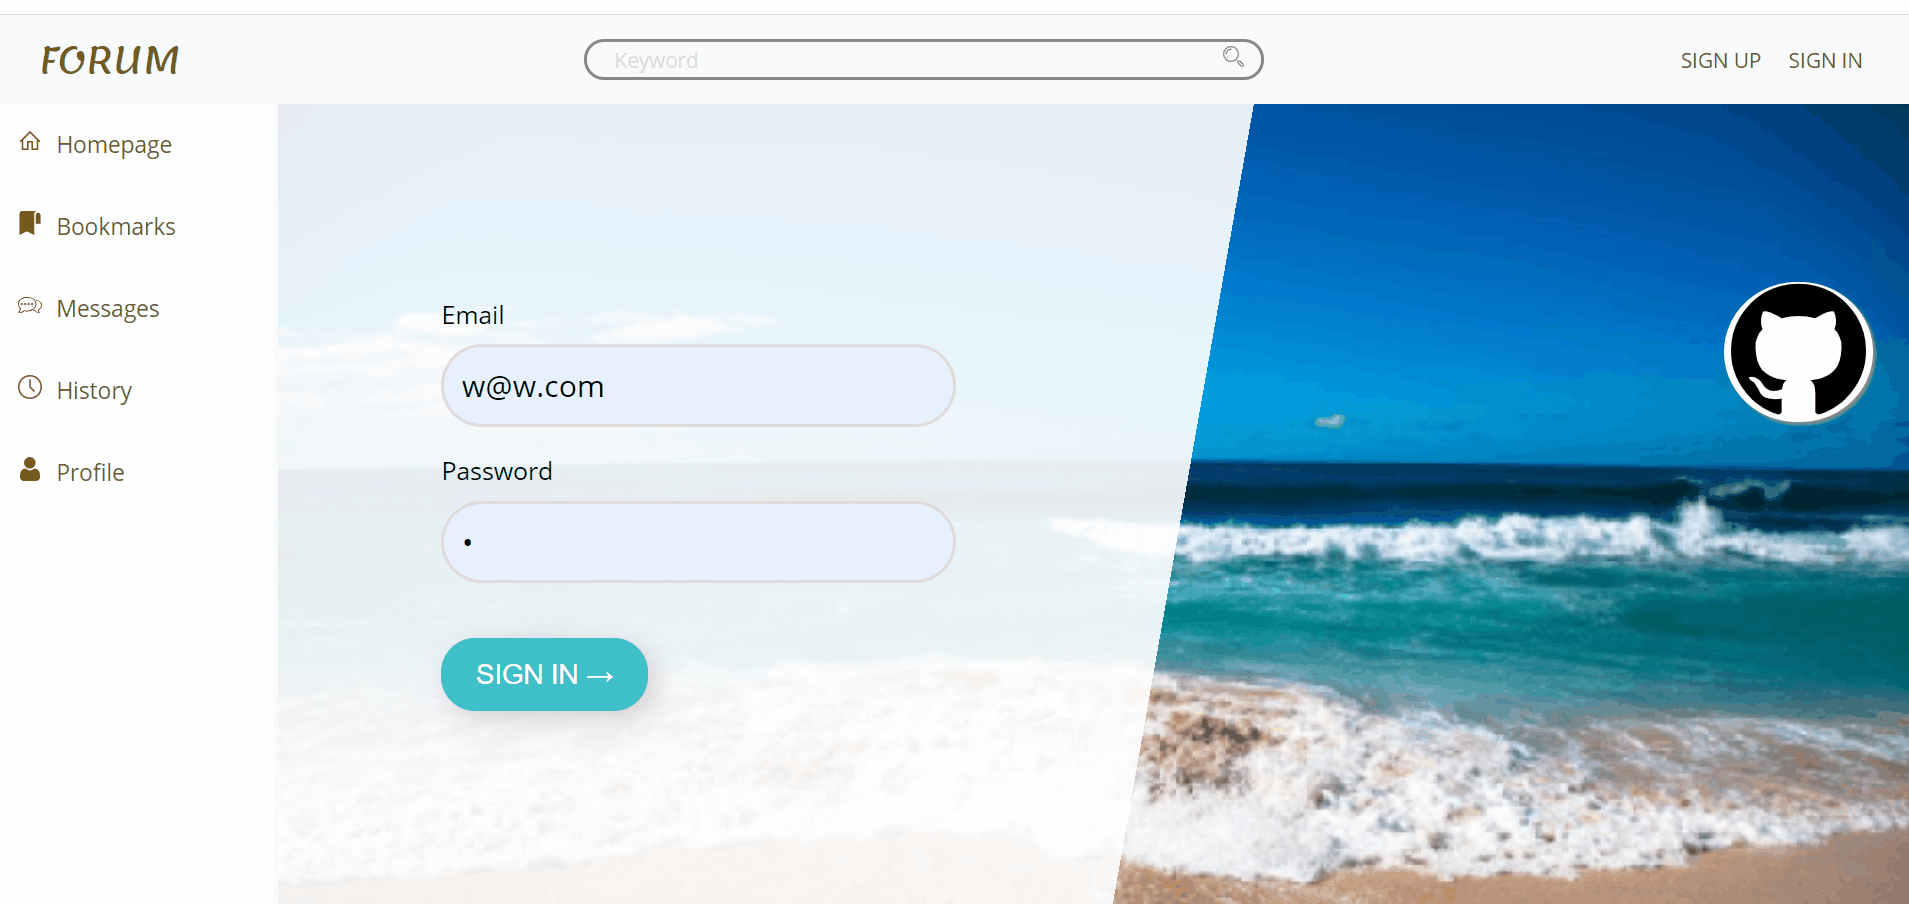 FORUM
Keyword
SIGN UP
SIGN IN
Homepage
Bookmarks
Messages
History
Profile
Email
w@w.com
Password
•
SIGN IN →